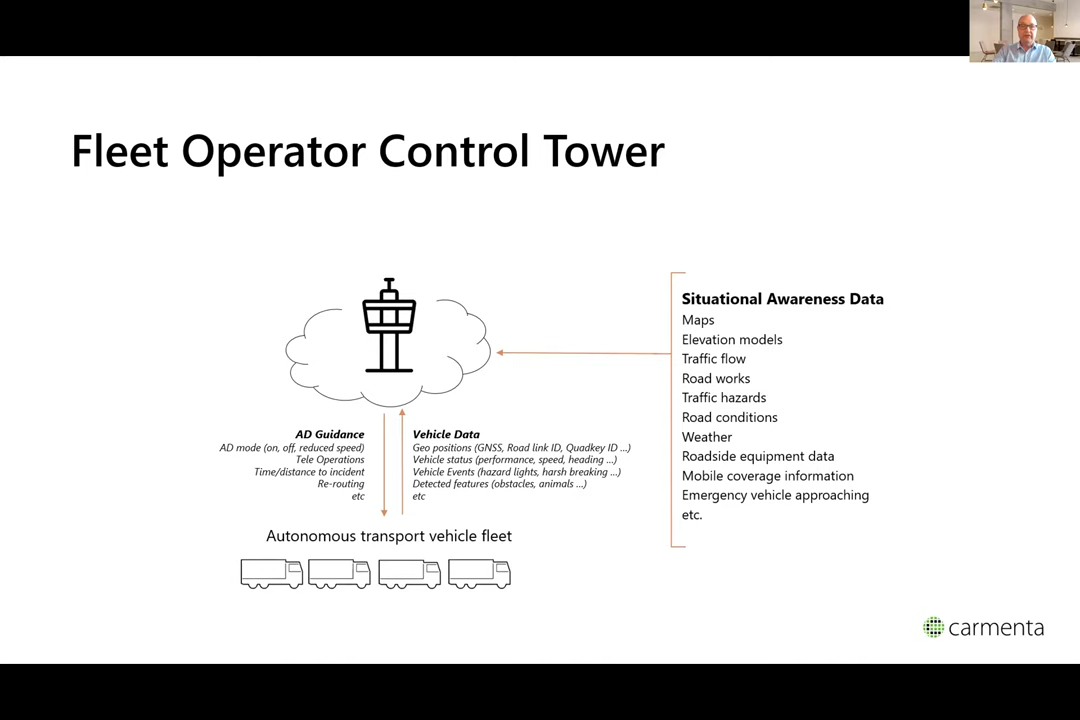 Fleet Operator Control Tower
Situational Awareness Data
Maps
Elevation models
Traffic flow
Road works
Traffic hazards
Road conditions
Weather
Roadside equipment data
Mobile coverage information
Emergency vehicle approaching
etc.
AD Guidance
AD mode (on, off, reduced speed)
Tele Operations
Time/distance to incident
Re-routing
etc
Vehicle Data
Geo positions (GNSS, Road link ID, Quadkey ID ...)
Vehicle status (performance, speed, heading ...)
Vehicle Events (hazard lights, harsh breaking ...)
Detected features (obstacles, animals ...)
etc
Autonomous transport vehicle fleet
carmenta